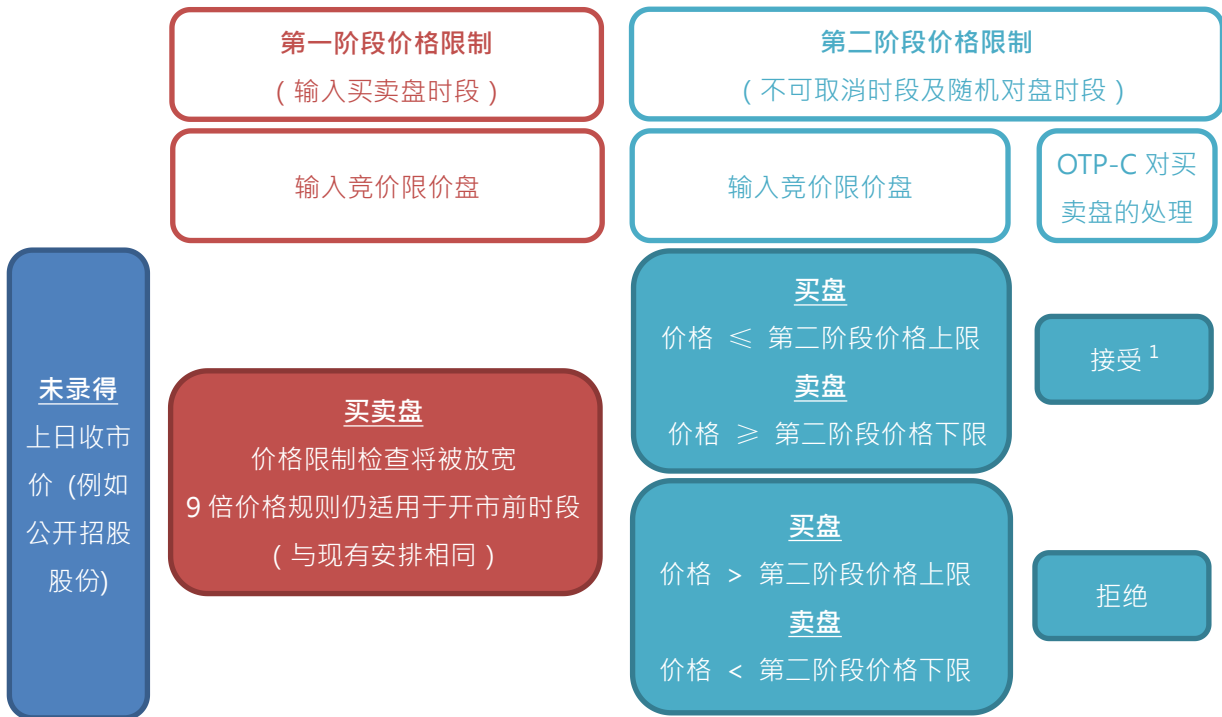 第一阶段价格限制
（输入买卖盘时段）
第二阶段价格限制
（不可取消时段及随机对盘时段）
输入竞价限价盘
输入竞价限价盘
OTP-C 对买
卖盘的处理
未录得
上日收市
价 (例如
公开招股
股份)
买卖盘
价格限制检查将被放宽
9 倍价格规则仍适用于开市前时段
（与现有安排相同）
买盘
价格 ≤ 第二阶段价格上限
卖盘
价格 ≥ 第二阶段价格下限
接受 1
买盘
价格 > 第二阶段价格上限
卖盘
价格 < 第二阶段价格下限
拒绝